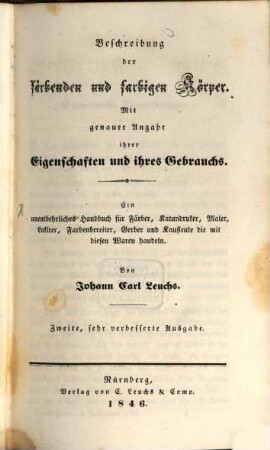 Beschreibung
der
färbenden und farbigen Körper.
Mit
genauer Angabe
ihrer
Eigenschaften und ihres Gebrauchs.
Ein
unentbehrliches Handbuch für Färber, Katundruker, Maler,
Lakirer, Farbenbereiter, Gerber und Kaufleute die mit
diesen Waren handeln.
Von
Johann Carl Leuchs.
Zweite, sehr verbesserte Ausgabe.
Nürnberg,
Verlag von C. Leuchs & Comp.
1846.